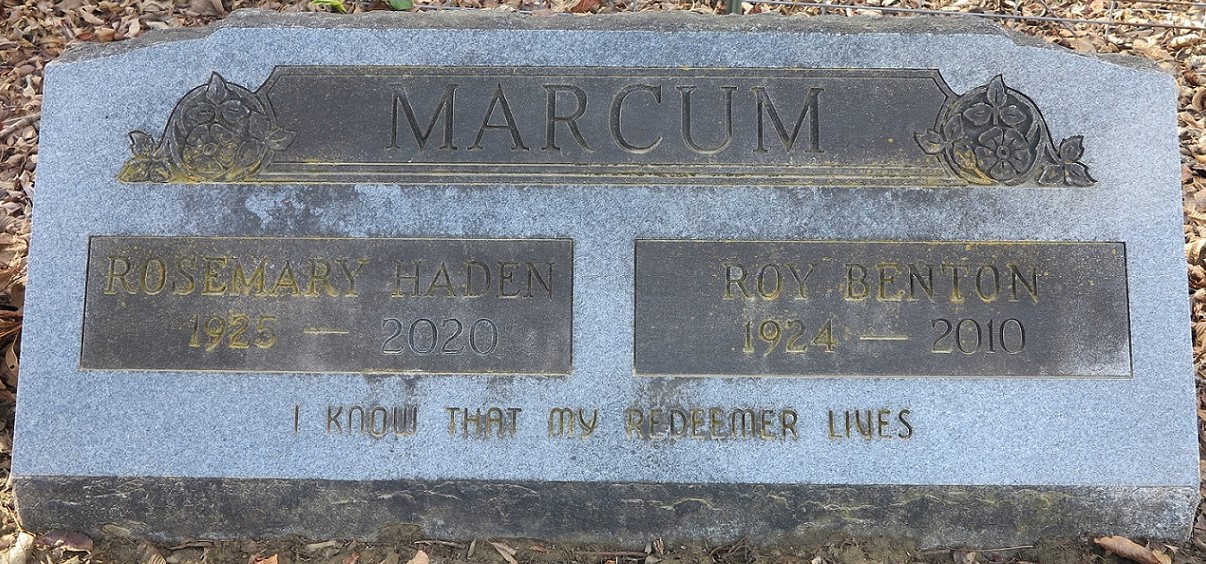 MARCUM
ROSEMARY HADEN
1925 — 2020
ROY BENTON
1924 — 2010
I KNOW THAT MY REDEEMER LIVES